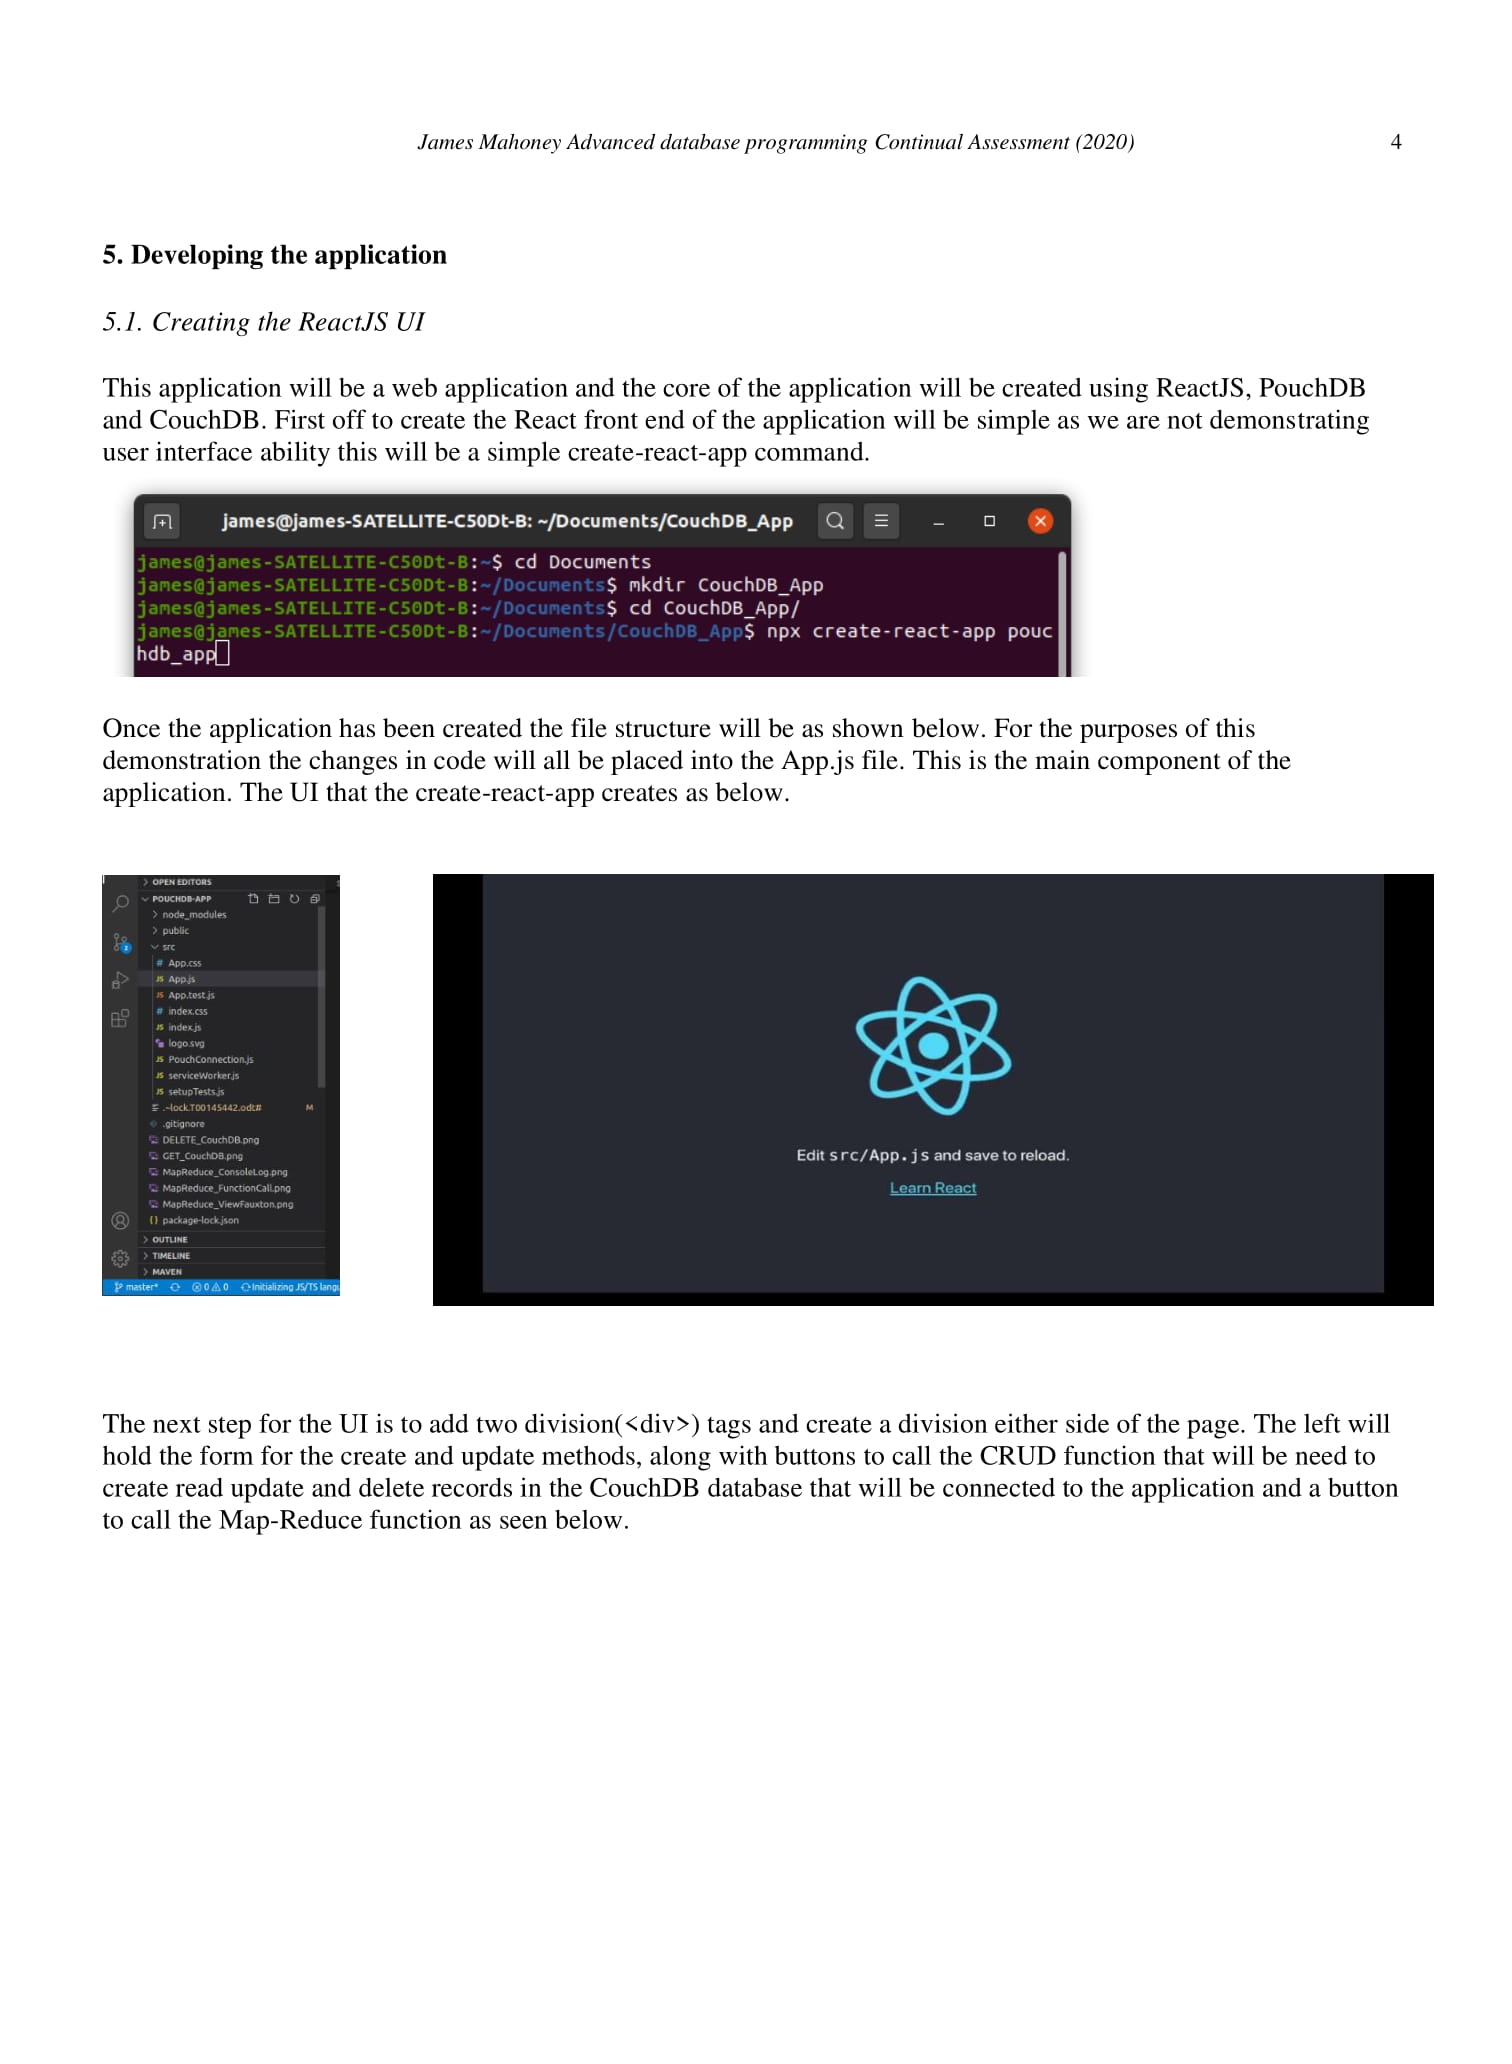 James Mahoney Advanced database programming Continual Assessment (2020) 4
5. Developing the application
5.1. Creating the ReactJS UI
This application will be a web application and the core of the application will be created using ReactJS, PouchDB
and CouchDB. First off to create the React front end of the application will be simple as we are not demonstrating
user interface ability this will be a simple create-react-app command.
james@james-SATELLITE-C50Dt-B: ~/Documents/CouchDB_App
james@james-SATELLITE-C50Dt-B:~$ cd Documents
james@james-SATELLITE-C50Dt-B:~/Documents$ mkdir CouchDB_App
james@james-SATELLITE-C50Dt-B:~/Documents$ cd CouchDB_App/
james@james-SATELLITE-C50Dt-B:~/Documents/CouchDB_App$ npx create-react-app pouc
hdb_app
Once the application has been created the file structure will be as shown below. For the purposes of this
demonstration the changes in code will all be placed into the App.js file. This is the main component of the
application. The UI that the create-react-app creates as below.
OPEN EDITORS
POUCHDB-APP
node_modules
public
src
# App.css
JS App.js
JS App.test.js
# index.css
JS index.js
logo.svg
JS PouchConnection.js
JS serviceWorker.js
JS setupTests.js
.~lock.T00145442.odt# M
.gitignore
DELETE_CouchDB.png
GET_CouchDB.png
MapReduce_ConsoleLog.png
MapReduce_FunctionCall.png
MapReduce_ViewFauxton.png
{} package-lock.json
OUTLINE
TIMELINE
MAVEN
master* 0 0 Initializing JS/TS langu
Edit src/App.js and save to reload.
Learn React
The next step for the UI is to add two division(<div>) tags and create a division either side of the page. The left will
hold the form for the create and update methods, along with buttons to call the CRUD function that will be need to
create read update and delete records in the CouchDB database that will be connected to the application and a button
to call the Map-Reduce function as seen below.